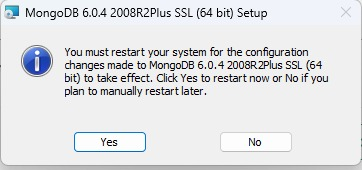 MongoDB 6.0.4 2008R2Plus SSL (64 bit) Setup
You must restart your system for the configuration
changes made to MongoDB 6.0.4 2008R2Plus SSL (64
bit) to take effect. Click Yes to restart now or No if you
plan to manually restart later.
Yes
No